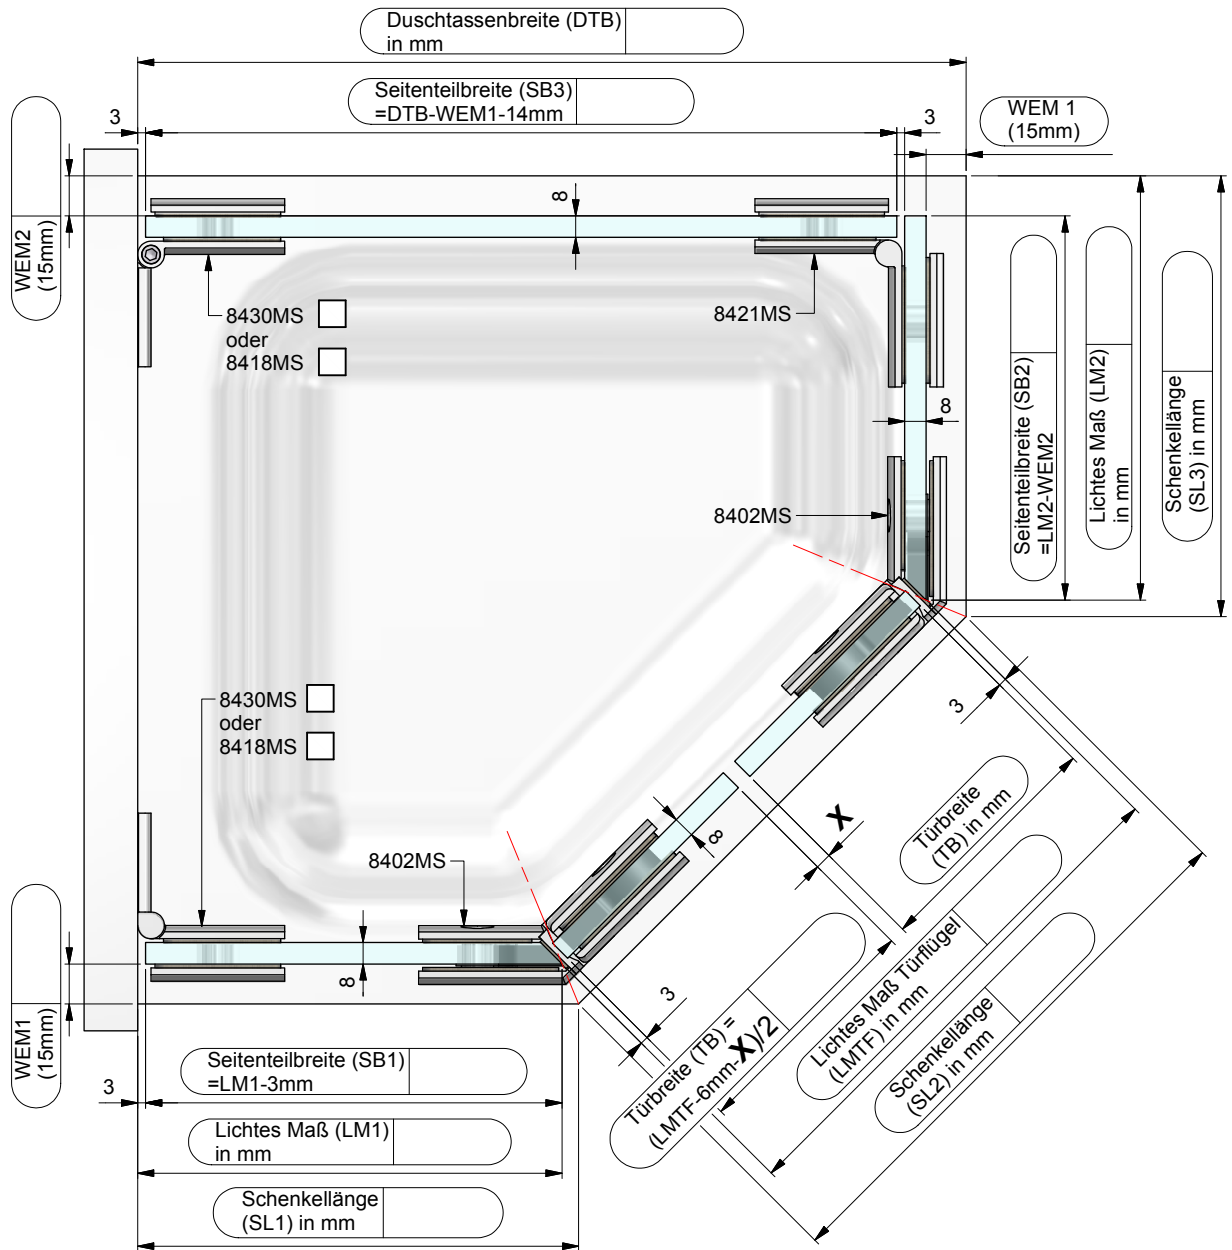 Duschtassenbreite (DTB)
in mm
Seitenteilbreite (SB3)
=DTB-WEM1-14mm
3
3
WEM 1
(15mm)
WEM2
(15mm)
8
8430MS
oder
8418MS
8421MS
8
Seitenteilbreite (SB2)
=LM2-WEM2
Lichtes Maß (LM2)
in mm
Schenkellänge
(SL3) in mm
8402MS
8430MS
oder
8418MS
3
X
Türbreite
(TB) in mm
8
8402MS
Lichtes Maß Türflügel
(LMTF) in mm
Schenkellänge
(SL2) in mm
8
3
Türbreite (TB) =
(LMTF-6mm-X)/2
WEM1
(15mm)
3
Seitenteilbreite (SB1)
=LM1-3mm
Lichtes Maß (LM1)
in mm
Schenkellänge
(SL1) in mm